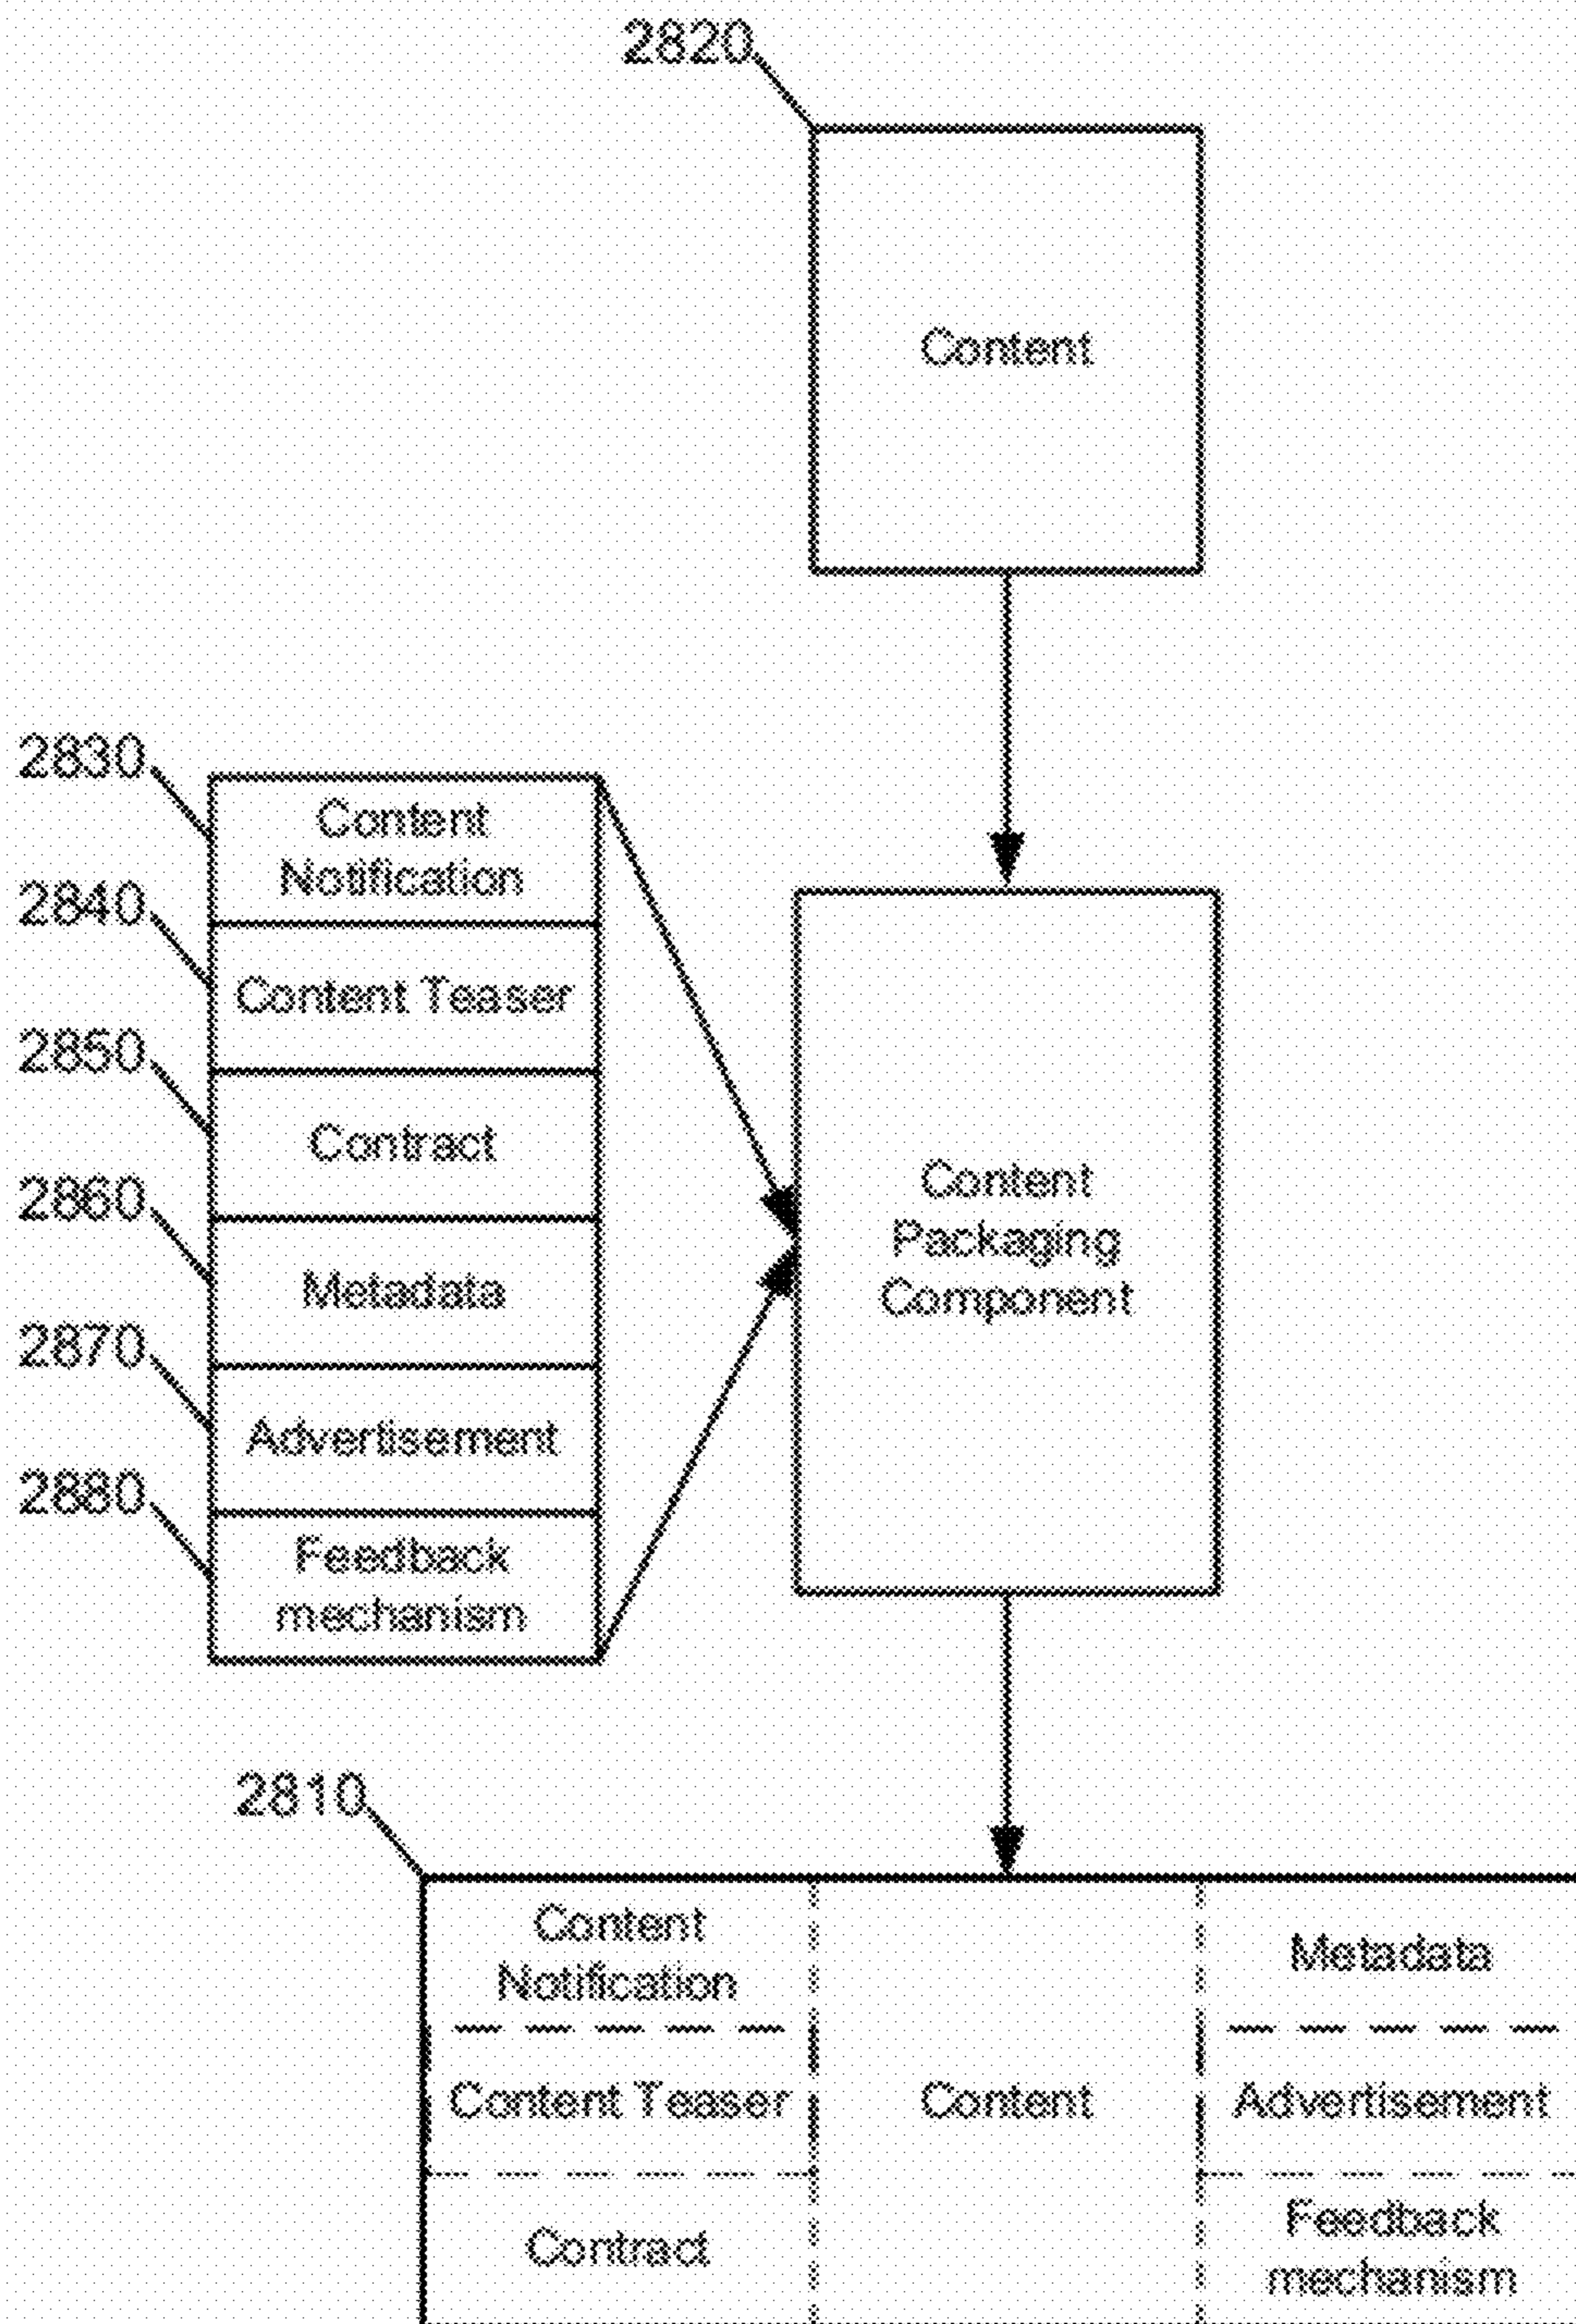 2820
Content
2830
Content
Notification
2840
Content Teaser
2850
Contract
2860
Metadata
2870
Advertisement
2880
Feedback
mechanism
Content
Packaging
Component
2810
Content
Notification
Content Teaser
Contract
Content
Metadata
Advertisement
Feedback
mechanism